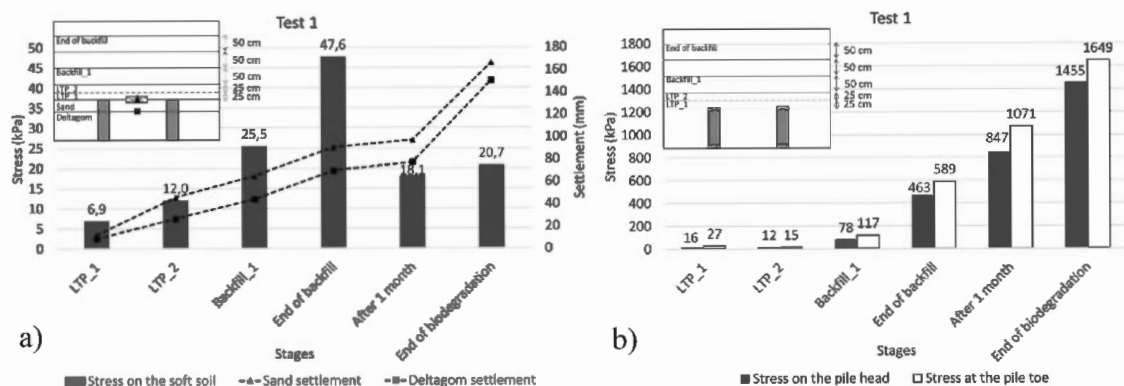 Test 1
Stress (kPa)
50
45
40
35
30
25
20
15
10
5
0
6,9
12,0
25,5
47,6
18,1
20,7
180
160
140
120
100
80
60
40
20
0
Settlement (mm)
End of backfill
Backfill_1
LTP_2
LTP_1
Sand
Deltagom
50 cm
50 cm
50 cm
25 cm
25 cm
LTP_1
LTP_2
Backfill_1
End of backfill
After 1 month
End of biodegradation
Stages
a)
Stress on the soft soil Sand settlement Deltagom settlement
Test 1
Stress (kPa)
1800
1600
1400
1200
1000
800
600
400
200
0
16 27
12 15
78 117
463 589
847 1071
1455 1649
End of backfill
Backfill_1
LTP_2
LTP_1
50 cm
50 cm
50 cm
25 cm
25 cm
LTP_1
LTP_2
Backfill_1
End of backfill
After 1 month
End of biodegradation
Stages
b)
Stress on the pile head Stress at the pile toe